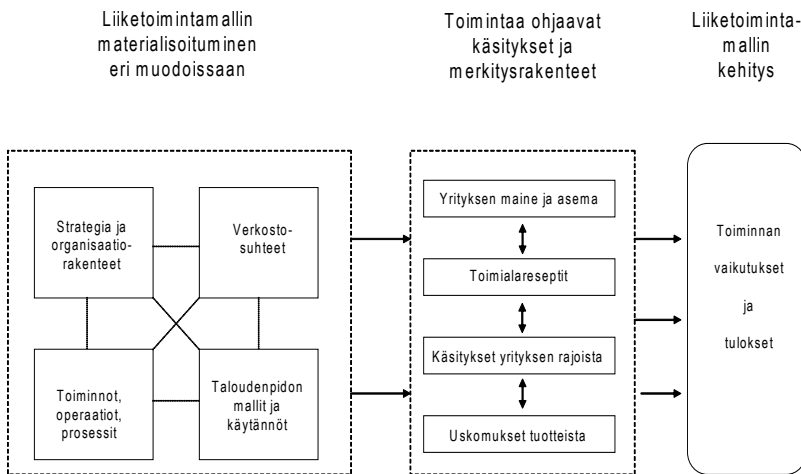 Liiketoimintamallin
materialisoituminen
eri muodoissaan
Toimintaa ohjaavat
käsitykset ja
merkitysrakenteet
Liiketoiminta-
mallin
kehitys
Strategia ja
organisaatio-
rakenteet
Verkosto-
suhteet
Toiminnot,
operaatiot,
prosessit
Taloudenpidon
mallit ja
käytännöt
Yrityksen maine ja asema
Toimialareseptit
Käsitykset yrityksen rajoista
Uskomukset tuotteista
Toiminnan
vaikutukset
ja
tulokset